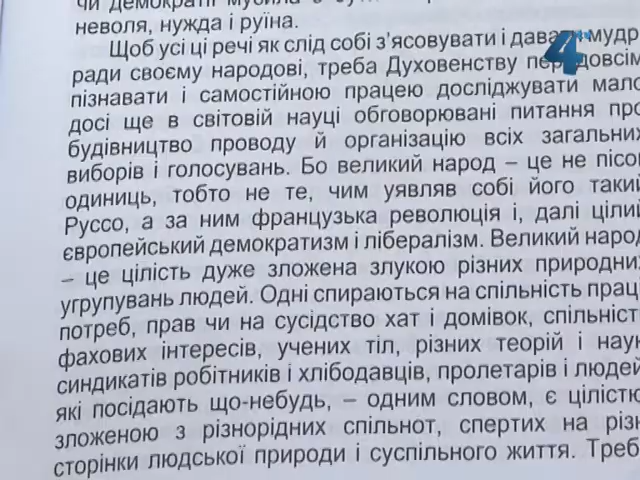 чи демократі
неволя, нужда і руїна.
Щоб усі ці речі як слід собі з’ясовувати і давати мудрі
ради своєму народові, треба Духовенству передовсім
пізнавати і самостійною працею досліджувати мало
досі ще в світовій науці обговорювані питання про
будівництво проводу й організацію всіх загальних
виборів і голосувань. Бо великий народ – це не пісок
одиниць, тобто не те, чим уявляв собі його такий
Руссо, а за ним французька революція і, далі цілий
європейський демократизм і лібералізм. Великий народ
– це цілість дуже зложена злукою різних природних
угрупувань людей. Одні спираються на спільність праці
потреб, прав чи на сусідство хат і домівок, спільність
фахових інтересів, учених тіл, різних теорій і наук
синдикатів робітників і хлібодавців, пролетарів і людей
які посідають що-небудь, – одним словом, є цілістю
зложеною з різнорідних спільнот, спертих на різн
сторінки людської природи і суспільного життя. Треб
4